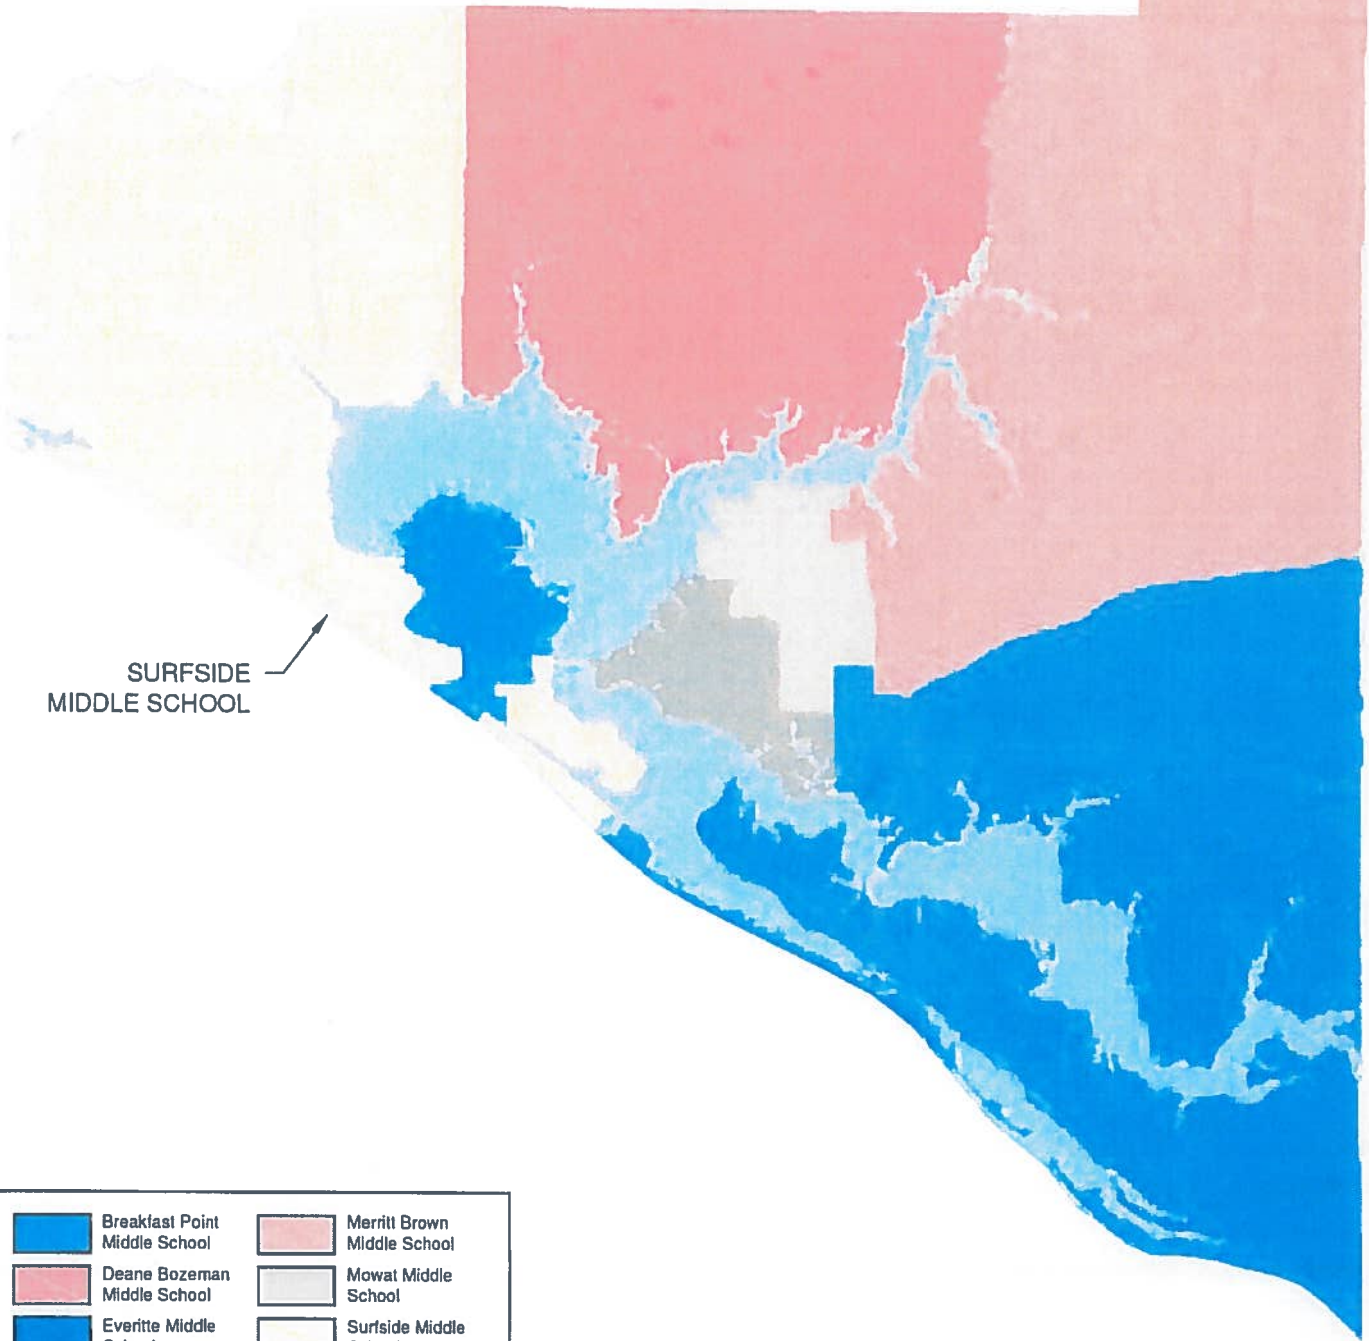 SURFSIDE
MIDDLE SCHOOL
Breakfast Point
Middle School
Deane Bozeman
Middle School
Everitte Middle
Merritt Brown
Middle School
Mowat Middle
School
Surfside Middle